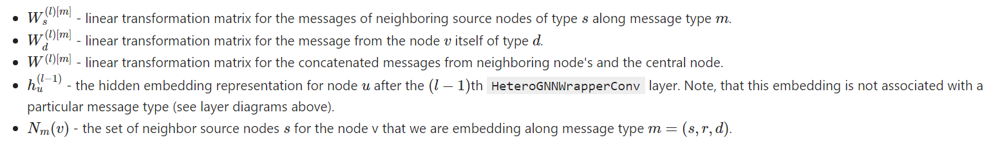 • W_s^{(l)[m]} - linear transformation matrix for the messages of neighboring source nodes of type s along message type m.
• W_d^{(l)[m]} - linear transformation matrix for the message from the node v itself of type d.
• W^{(l)[m]} - linear transformation matrix for the concatenated messages from neighboring node's and the central node.
• h_u^{(l−1)} - the hidden embedding representation for node u after the (l − 1)th HeteroGNNWrapperConv layer. Note, that this embedding is not associated with a
particular message type (see layer diagrams above).
• N_m(v) - the set of neighbor source nodes s for the node v that we are embedding along message type m = (s, r, d).